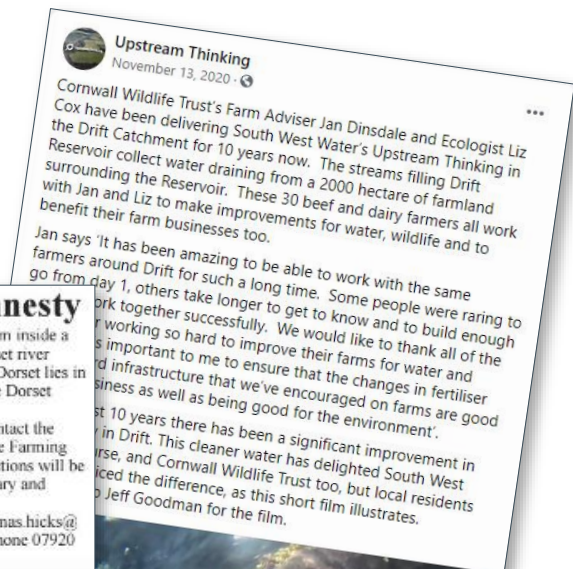 Upstream Thinking
November 13, 2020 ·
Cornwall Wildlife Trust's Farm Adviser Jan Dinsdale and Ecologist Liz
Cox have been delivering South West Water's Upstream Thinking in
the Drift Catchment for 10 years now. The streams filling Drift
Reservoir collect water draining from a 2000 hectare of farmland
surrounding the Reservoir. These 30 beef and dairy farmers all work
with Jan and Liz to make improvements for water, wildlife and to
benefit their farm businesses too.
Jan says 'It has been amazing to be able to work with the same
farmers around Drift for such a long time. Some people were raring to
go from day 1, others take longer to get to know and to build enough
ork together successfully. We would like to thank all of the
r working so hard to improve their farms for water and
s important to me to ensure that the changes in fertiliser
rd infrastructure that we've encouraged on farms are good
siness as well as being good for the environment'.
st 10 years there has been a significant improvement in
y in Drift. This cleaner water has delighted South West
rse, and Cornwall Wildlife Trust too, but local residents
iced the difference, as this short film illustrates.
o Jeff Goodman for the film.
nesty
m inside a
et river
Dorset lies in
e Dorset
ntact the
e Farming
ctions will be
ary and
nas.hicks@
hone 07920